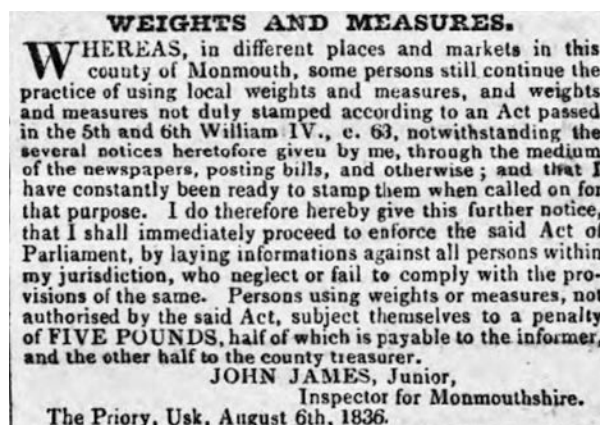 WEIGHTS AND MEASURES.
WHEREAS, in different places and markets in this
county of Monmouth, some persons still continue the
practice of using local weights and measures, and weights
and measures not duly stamped according to an Act passed
in the 5th and 6th William IV., c. 63, notwithstanding the
several notices heretofore given by me, through the medium
of the newspapers, posting bills, and otherwise; and that I
have constantly been ready to stamp them when called on for
that purpose. I do therefore hereby give this further notice,
that I shall immediately proceed to enforce the said Act of
Parliament, by laying informations against all persons within
my jurisdiction, who neglect or fail to comply with the pro-
visions of the same. Persons using weights or measures, not
authorised by the said Act, subject themselves to a penalty
of FIVE POUNDS, half of which is payable to the informer,
and the other half to the county treasurer.
JOHN JAMES, Junior,
Inspector for Monmouthshire.
The Priory, Usk, August 6th, 1836.